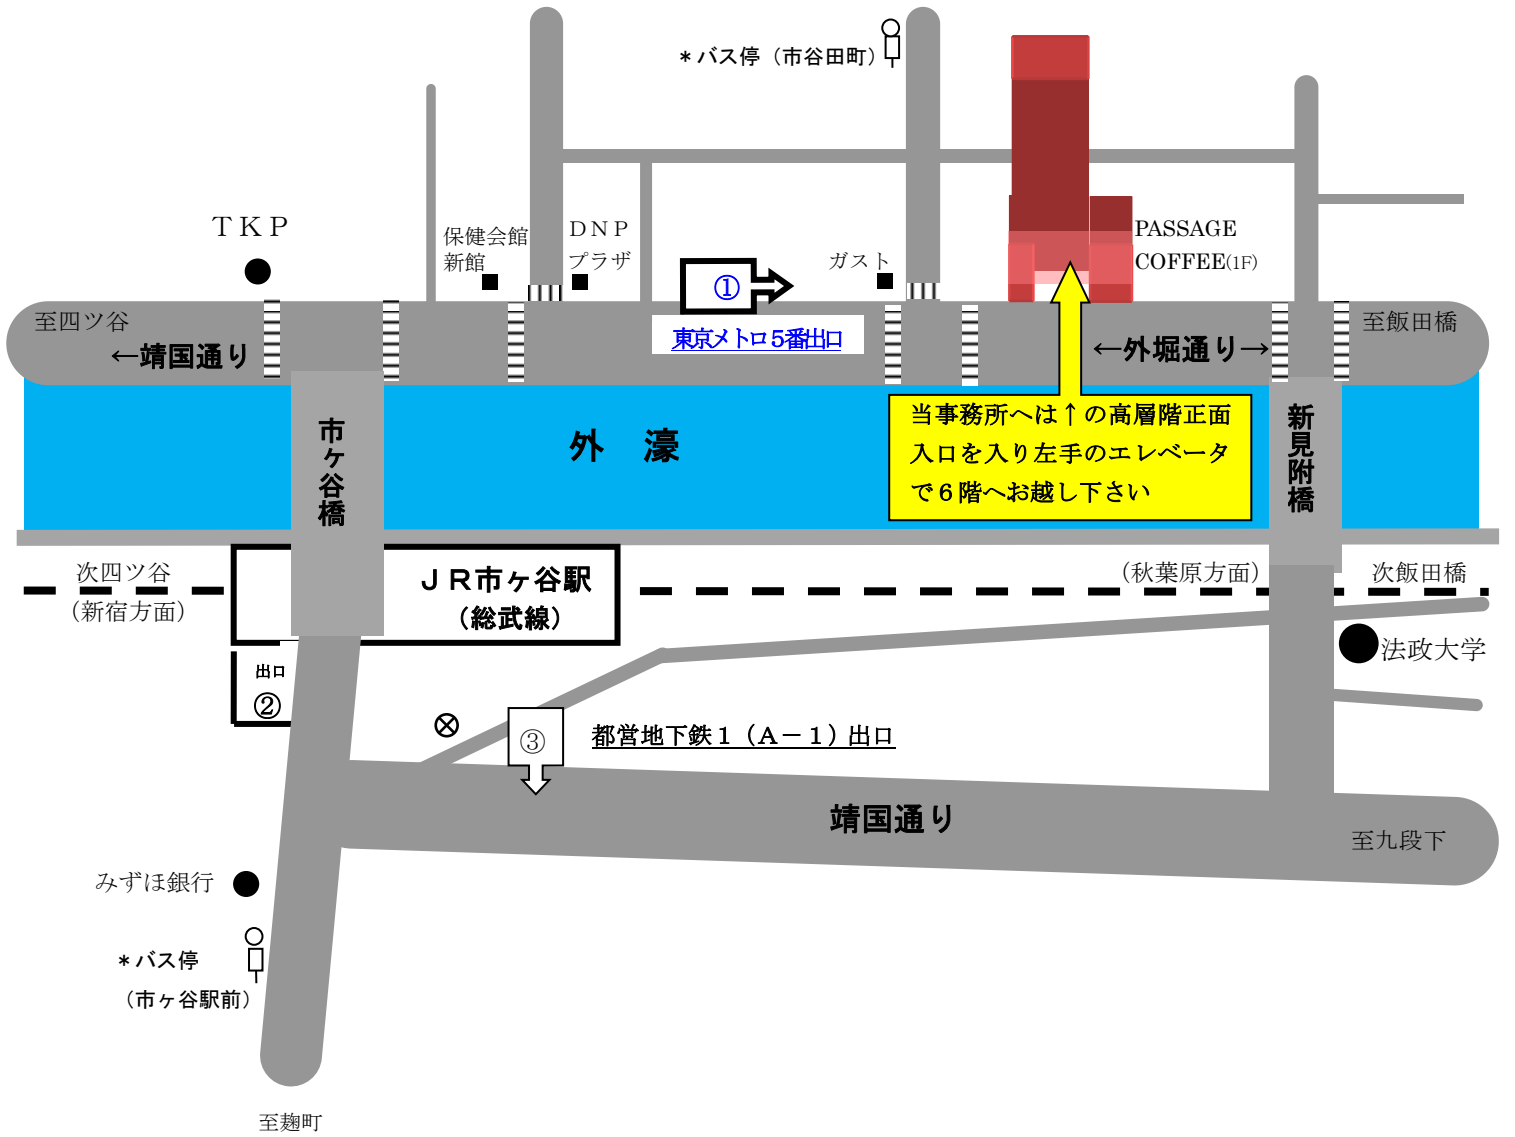 ＊バス停（市谷田町）
ＴＫＰ
保健会館
新館
ＤＮＰ
プラザ
①
東京メトロ５番出口
ガスト
PASSAGE
COFFEE(1F)
至四ツ谷
←靖国通り
←外堀通り→
至飯田橋
市ヶ谷橋
外　濠
当事務所へは↑の高層階正面
入口を入り左手のエレベータ
で６階へお越し下さい
新見附橋
次四ツ谷
（新宿方面）
ＪＲ市ヶ谷駅
（総武線）
（秋葉原方面）
次飯田橋
出口
②
法政大学
③
都営地下鉄１（Ａ－１）出口
靖国通り
至九段下
みずほ銀行
＊バス停
（市ヶ谷駅前）
至麹町